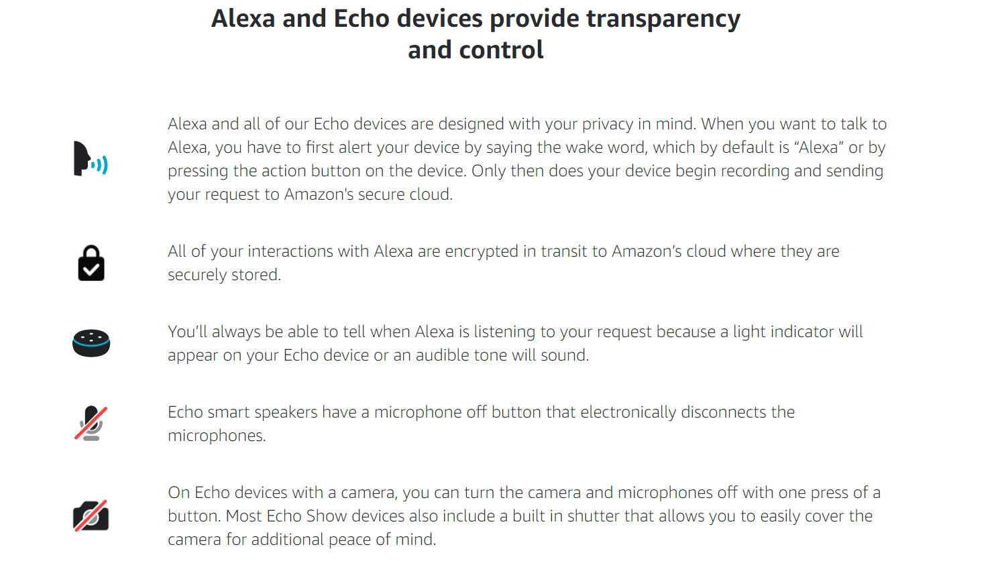 Alexa and Echo devices provide transparency
and control
Alexa and all of our Echo devices are designed with your privacy in mind. When you want to talk to
Alexa, you have to first alert your device by saying the wake word, which by default is “Alexa” or by
pressing the action button on the device. Only then does your device begin recording and sending
your request to Amazon's secure cloud.
All of your interactions with Alexa are encrypted in transit to Amazon’s cloud where they are
securely stored.
You’ll always be able to tell when Alexa is listening to your request because a light indicator will
appear on your Echo device or an audible tone will sound.
Echo smart speakers have a microphone off button that electronically disconnects the
microphones.
On Echo devices with a camera, you can turn the camera and microphones off with one press of a
button. Most Echo Show devices also include a built in shutter that allows you to easily cover the
camera for additional peace of mind.